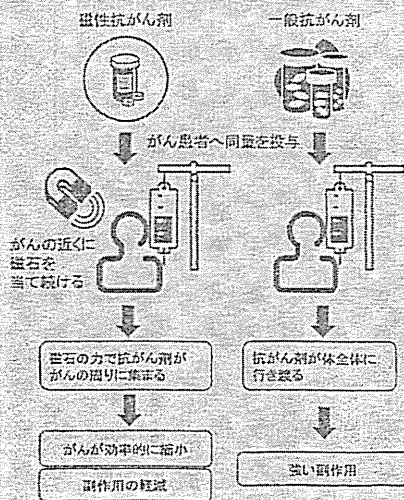 磁性抗がん剤
一般抗がん剤
がん患者へ同量を投与
がんの近くに
磁石を
当て続ける
磁石の力で抗がん剤が
がんの周りに集まる
抗がん剤が体全体に
行き渡る
がんが効率的に縮小
副作用の軽減
強い副作用